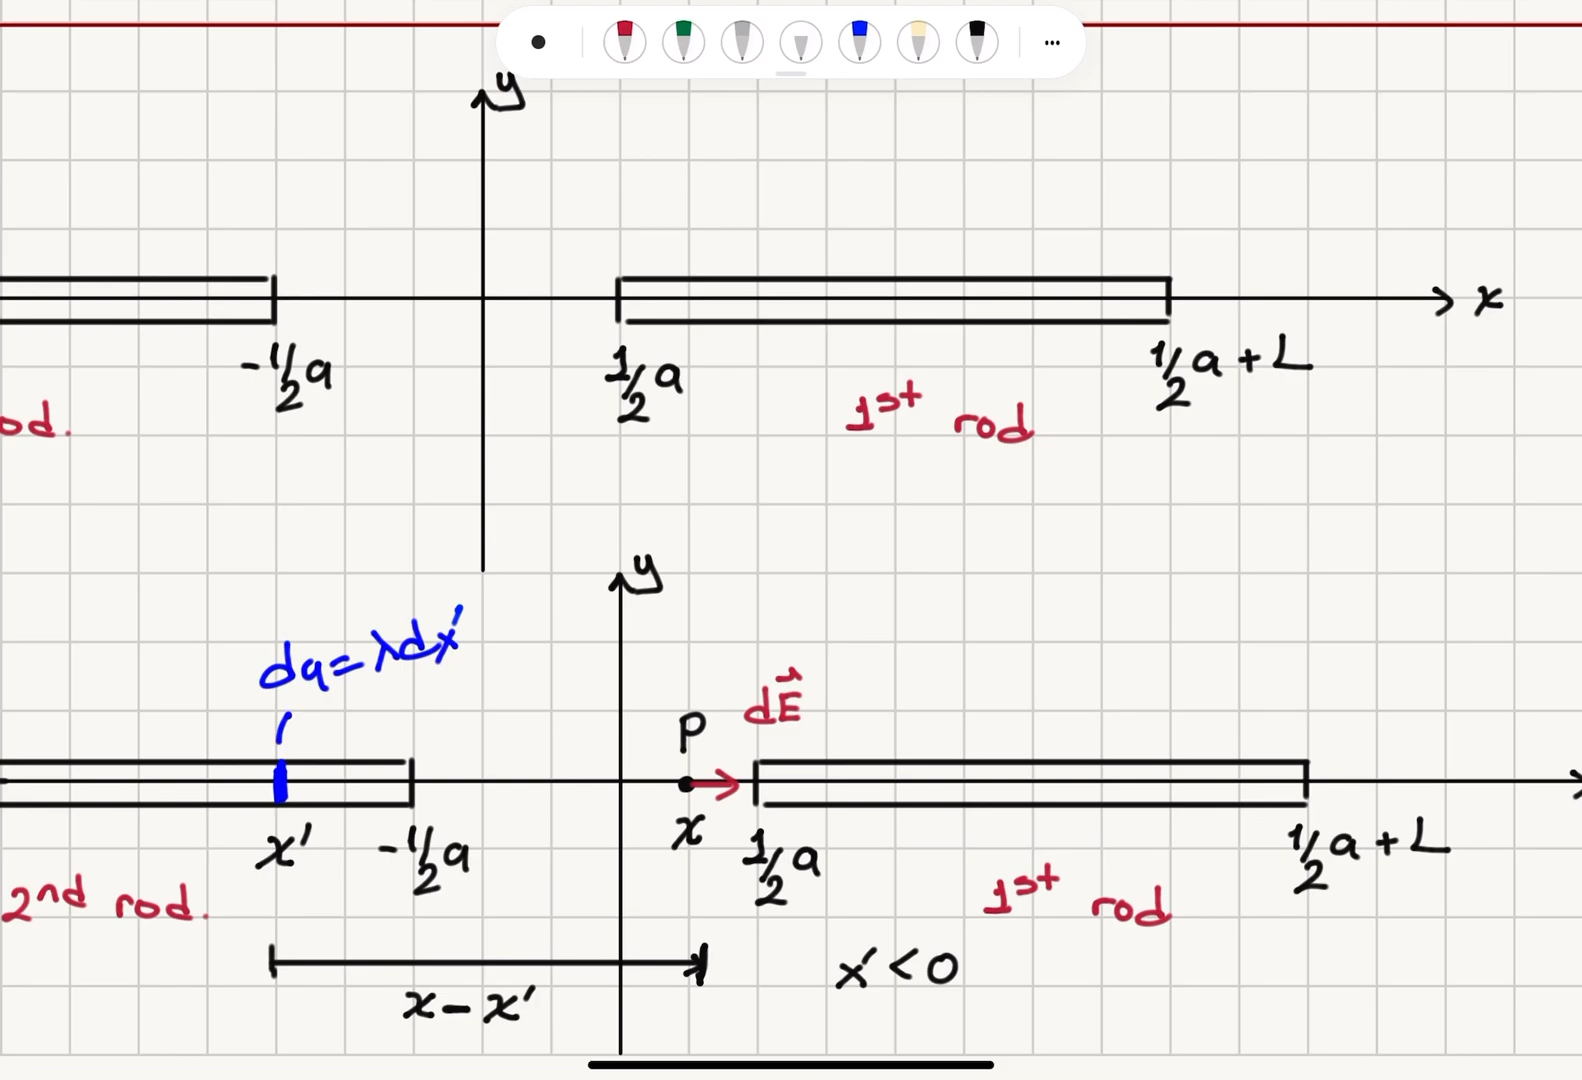 y
x
-1/2a
1/2a
1/2a + L
od.
1st rod
y
dq = λdx'
P
dE⃗
x'
-1/2a
x
1/2a
1/2a + L
2nd rod.
1st rod
x - x'
x' < 0